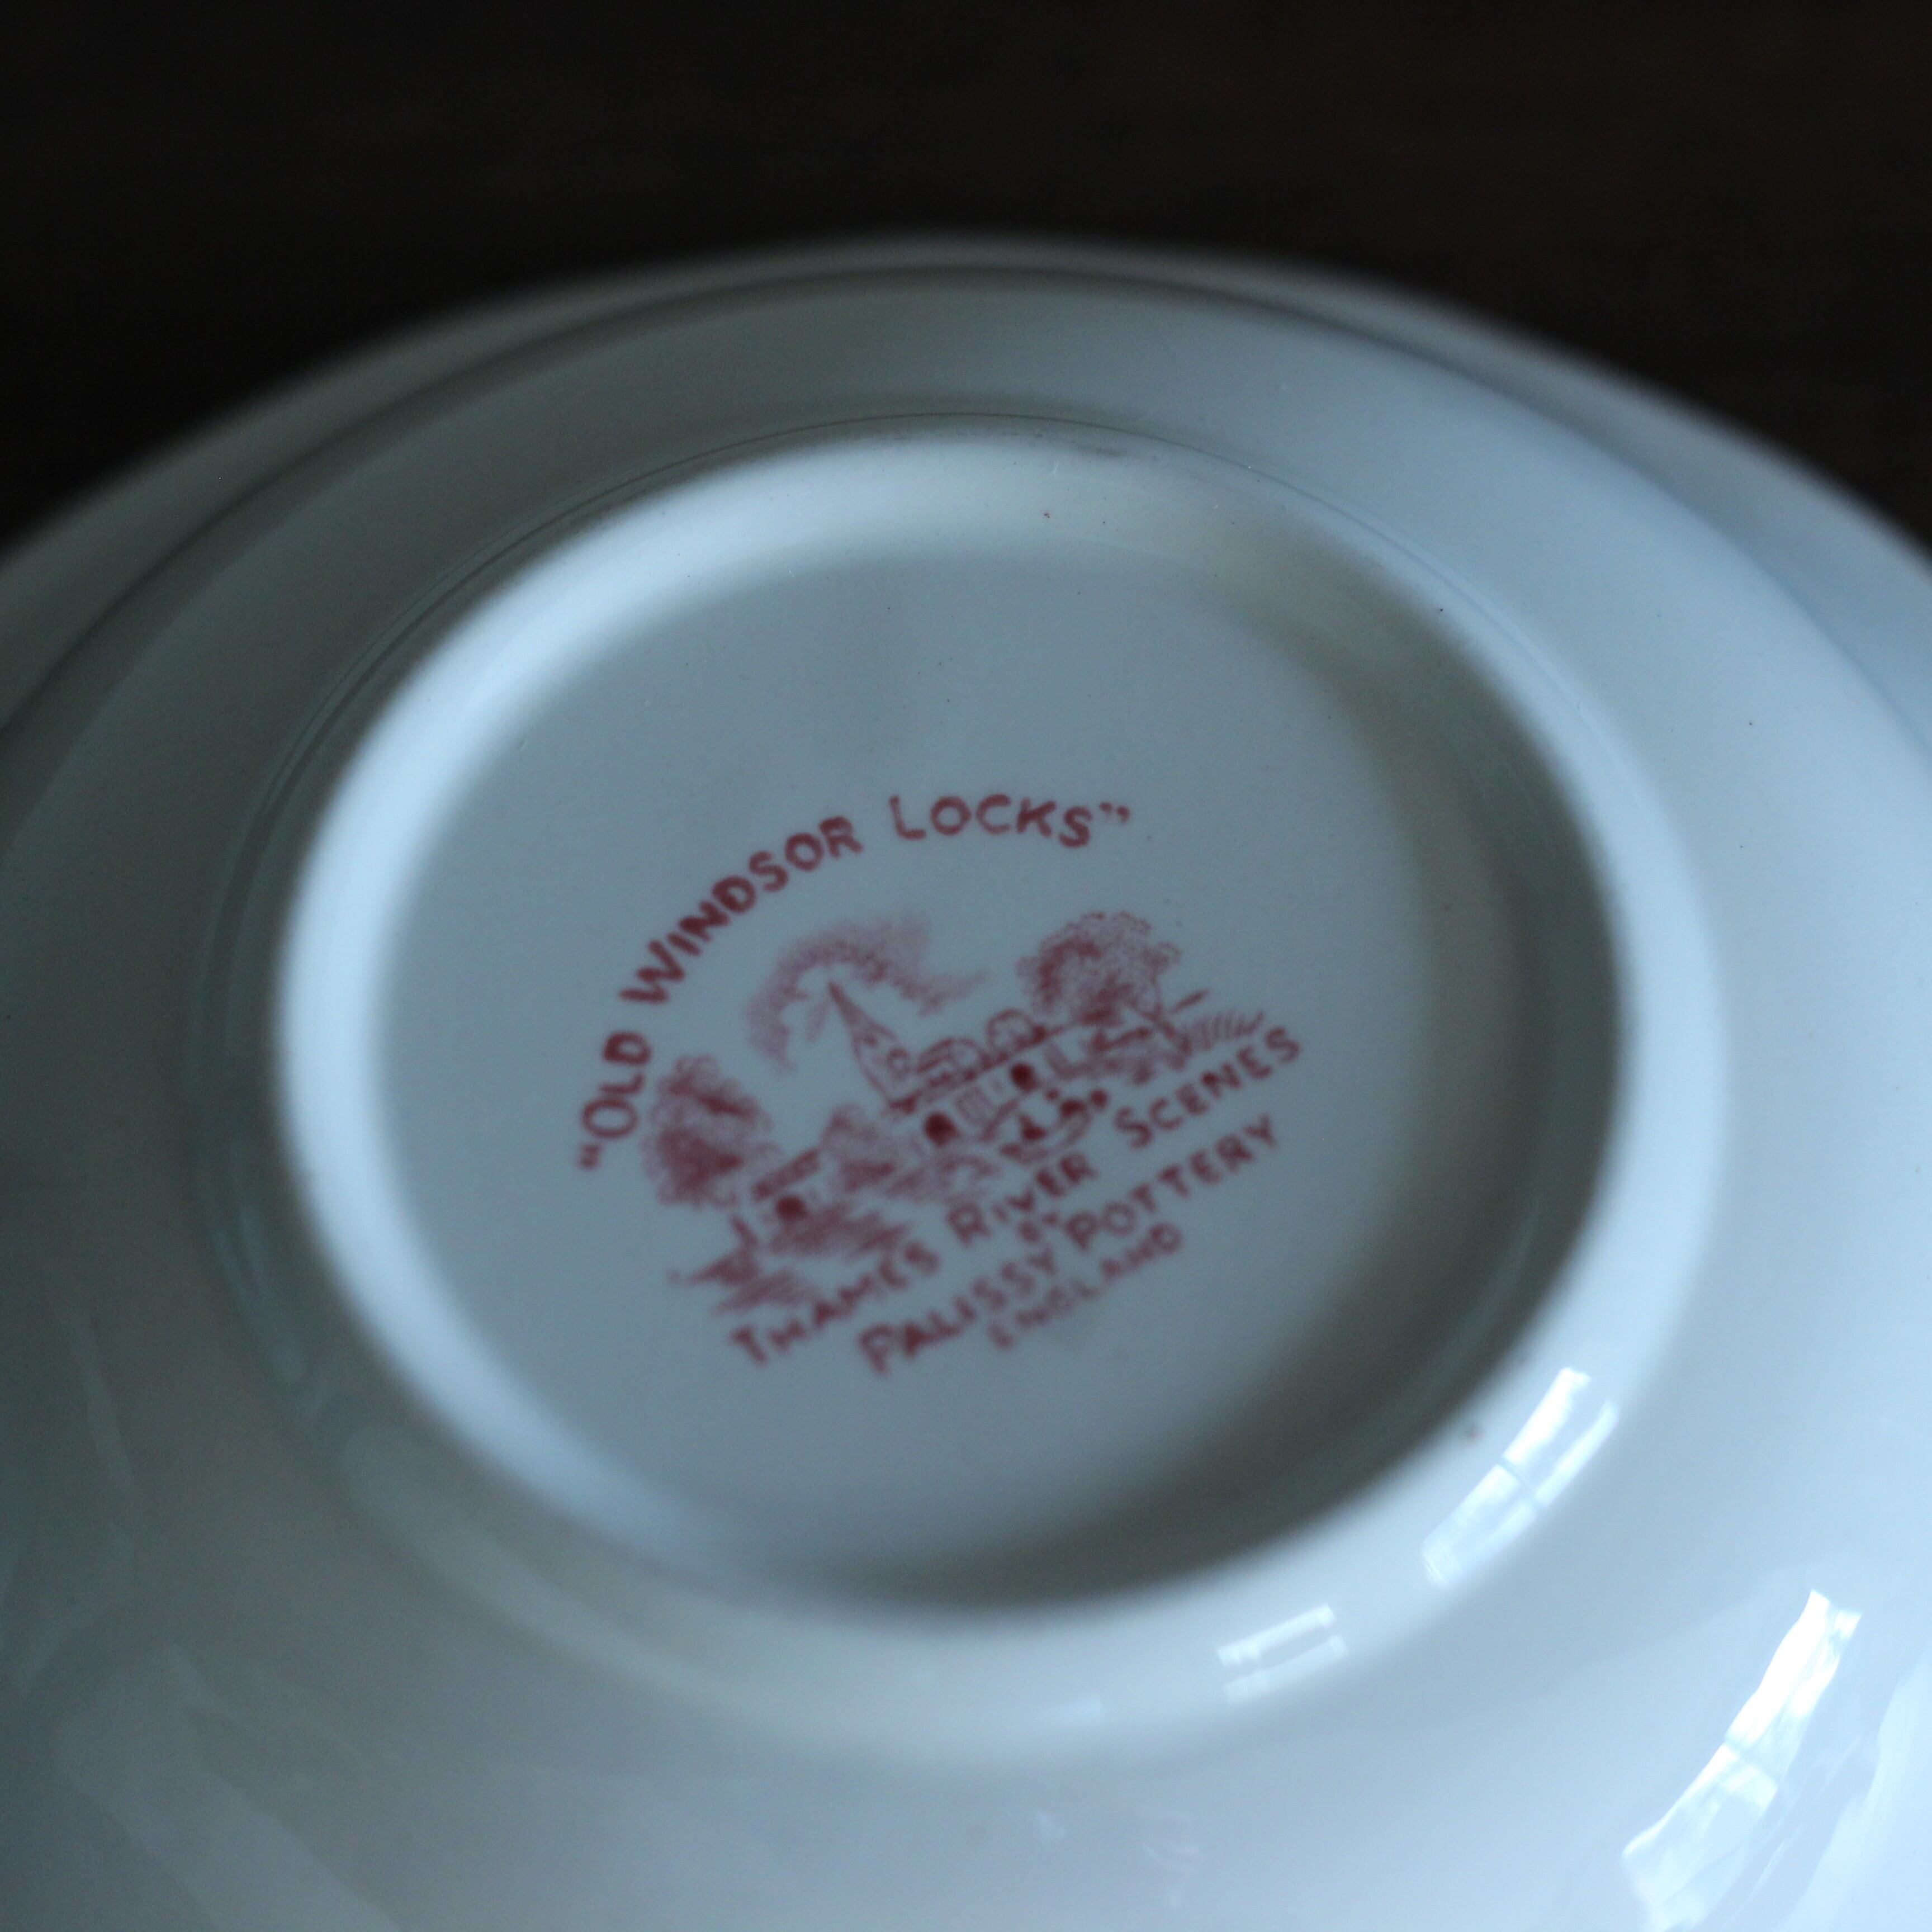 "OLD WINDSOR LOCKS"
THAMES RIVER SCENES
BY
PALISSY POTTERY
ENGLAND